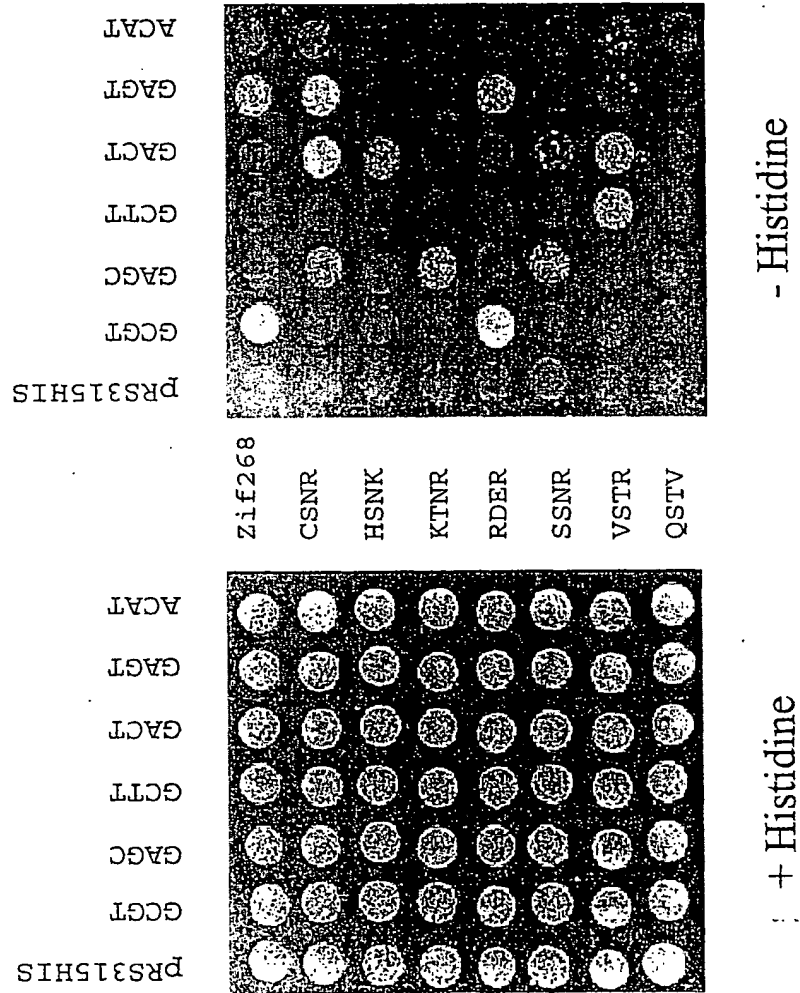 ACAT
GAGT
GACT
GCTT
GAGC
GCGT
pRS315HIS
- Histidine
Zif268
CSNR
HSNK
KTNR
RDER
SSNR
VSTR
QSTV
ACAT
GAGT
GACT
GCTT
GAGC
GCGT
pRS315HIS
+ Histidine